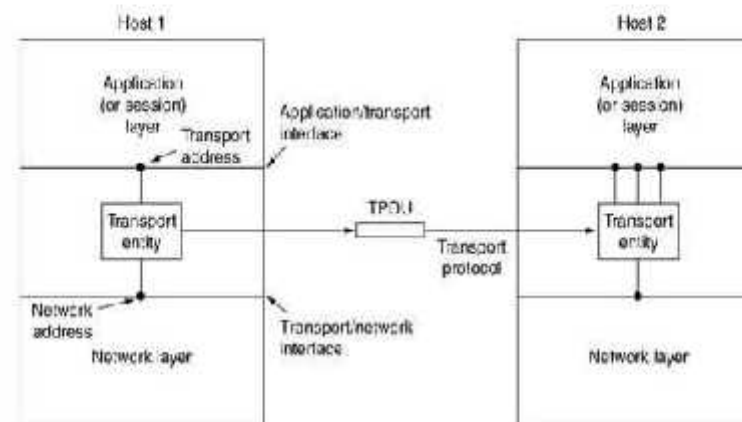 Host 1
Host 2
Application
(or session)
layer
Transport
address
Application/transport
interface
Application
(or session)
layer
Transport
entity
TPDU
Transport
protocol
Transport
entity
Network
address
Transport/network
interface
Network layer
Network layer